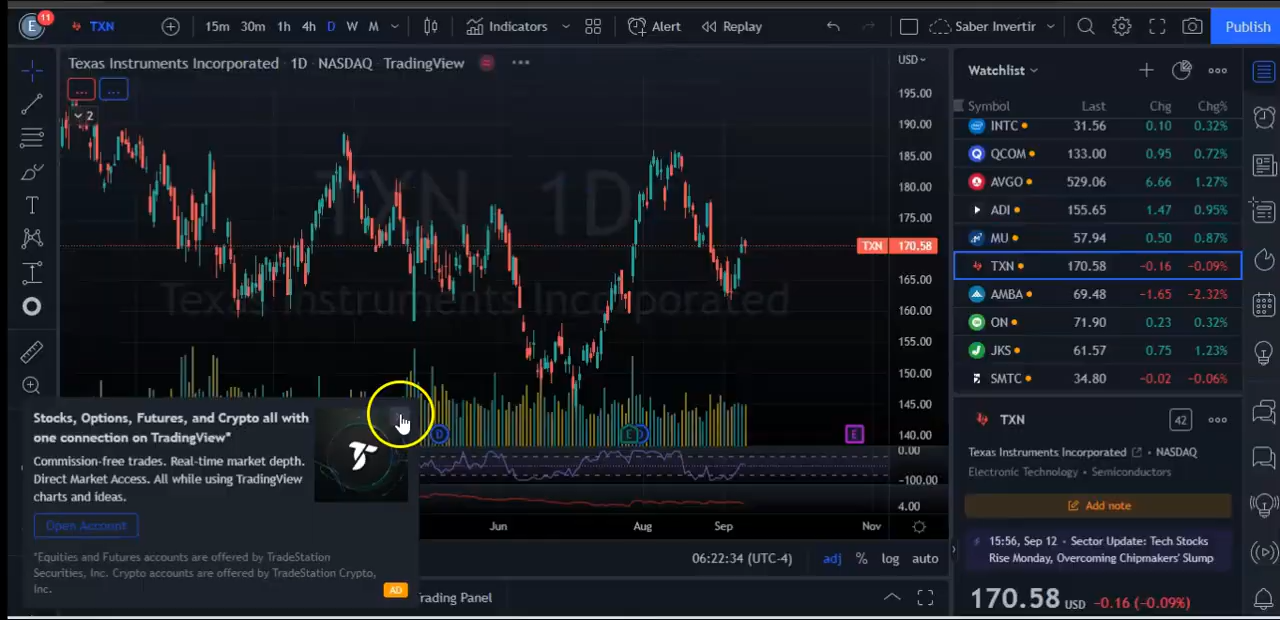 E 11 TXN 15m 30m 1h 4h D W M Indicators Alert Replay Saber Invertir Publish
Texas Instruments Incorporated · 1D · NASDAQ · TradingView
... ...
2
USD
195.00
190.00
185.00
180.00
175.00
TXN 170.58
165.00
160.00
155.00
150.00
145.00
140.00
0.00
-100.00
4.00
TXN 1D
Texas Instruments Incorporated
D E E
Jun Aug Sep Nov
06:22:34 (UTC-4) adj % log auto
Trading Panel
Stocks, Options, Futures, and Crypto all with
one connection on TradingView*
Commission-free trades. Real-time market depth.
Direct Market Access. All while using TradingView
charts and ideas.
Open Account
*Equities and Futures accounts are offered by TradeStation
Securities, Inc. Crypto accounts are offered by TradeStation Crypto,
Inc.
AD
Watchlist
Symbol Last Chg Chg%
INTC 31.56 0.10 0.32%
QCOM 133.00 0.95 0.72%
AVGO 529.06 6.66 1.27%
ADI 155.65 1.47 0.95%
MU 57.94 0.50 0.87%
TXN 170.58 −0.16 −0.09%
AMBA 69.48 −1.65 −2.32%
ON 71.90 0.23 0.32%
JKS 61.57 0.75 1.23%
SMTC 34.80 −0.02 −0.06%
TXN 42
Texas Instruments Incorporated · NASDAQ
Electronic Technology · Semiconductors
Add note
15:56, Sep 12 · Sector Update: Tech Stocks
Rise Monday, Overcoming Chipmakers' Slump
170.58 USD −0.16 (−0.09%)